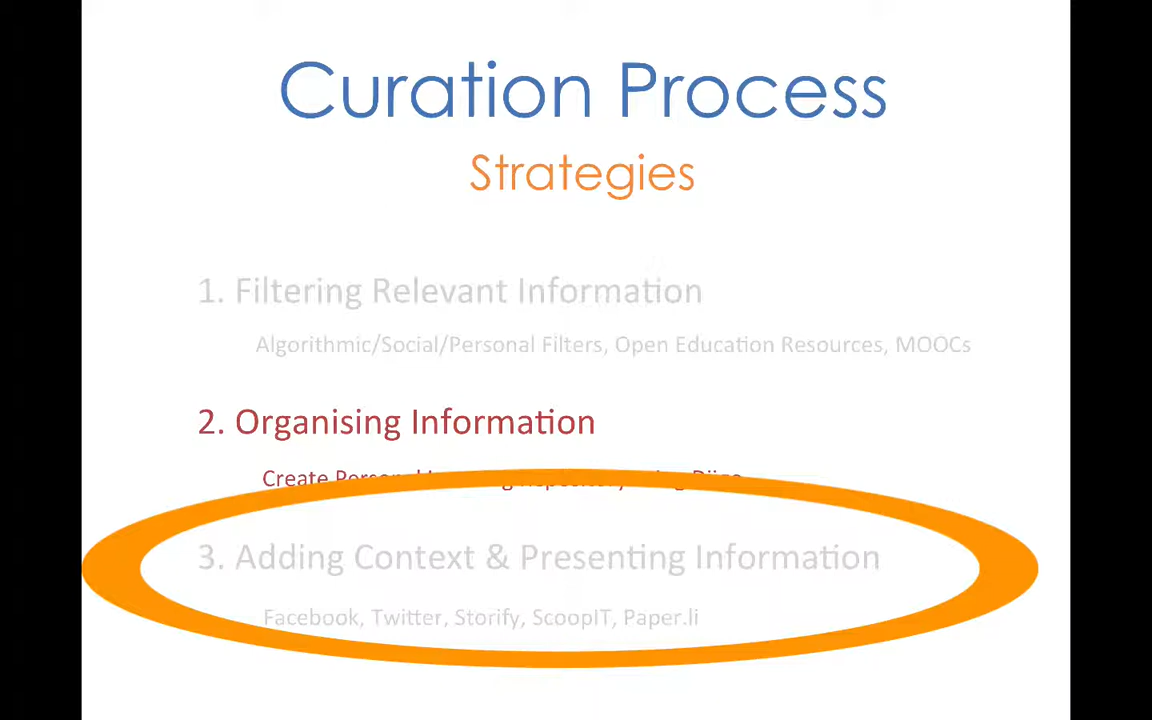 Curation Process
Strategies
1. Filtering Relevant Information
Algorithmic/Social/Personal Filters, Open Education Resources, MOOCs
2. Organising Information
Create Personal
3. Adding Context & Presenting Information
Facebook, Twitter, Storify, ScoopIT, Paper.li